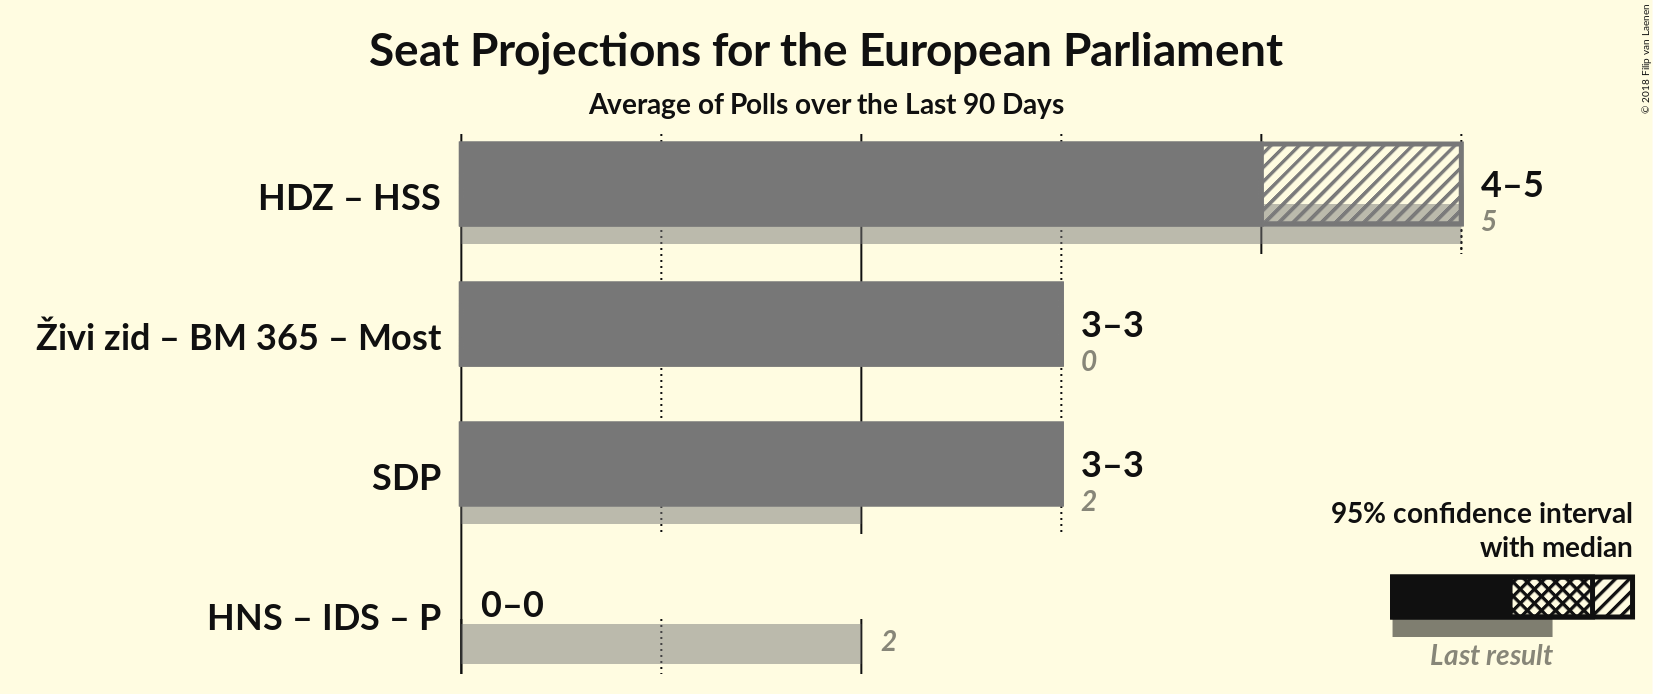 Seat Projections for the European Parliament
Average of Polls over the Last 90 Days
© 2018 Filip van Laenen
HDZ – HSS
4–5
5
Živi zid – BM 365 – Most
3–3
0
SDP
3–3
2
HNS – IDS – P
0–0
2
95% confidence interval
with median
Last result